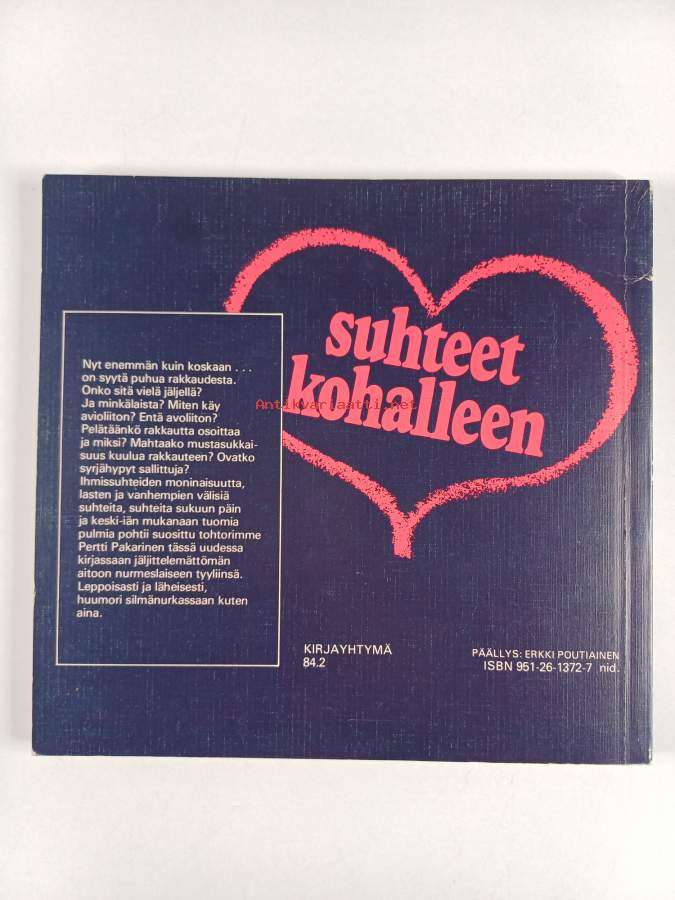 suhteet
kohalleen
Antikvariaatti.net
Nyt enemmän kuin koskaan . . .
on syytä puhua rakkaudesta.
Onko sitä vielä jäljellä?
Ja minkälaista? Miten käy
avioliiton? Entä avoliiton?
Pelätäänkö rakkautta osoittaa
ja miksi? Mahtaako mustasukkai-
suus kuulua rakkauteen? Ovatko
syrjähypyt sallittuja?
Ihmissuhteiden moninaisuutta,
lasten ja vanhempien välisiä
suhteita, suhteita sukuun päin
ja keski-iän mukanaan tuomia
pulmia pohtii suosittu tohtorimme
Pertti Pakarinen tässä uudessa
kirjassaan jäljittelemättömän
aitoon nurmeslaiseen tyyliinsä.
Leppoisasti ja läheisesti,
huumori silmänurkassaan kuten
aina.
KIRJAYHTYMÄ
84.2
PÄÄLLYS: ERKKI POUTIAINEN
ISBN 951-26-1372-7 nid.